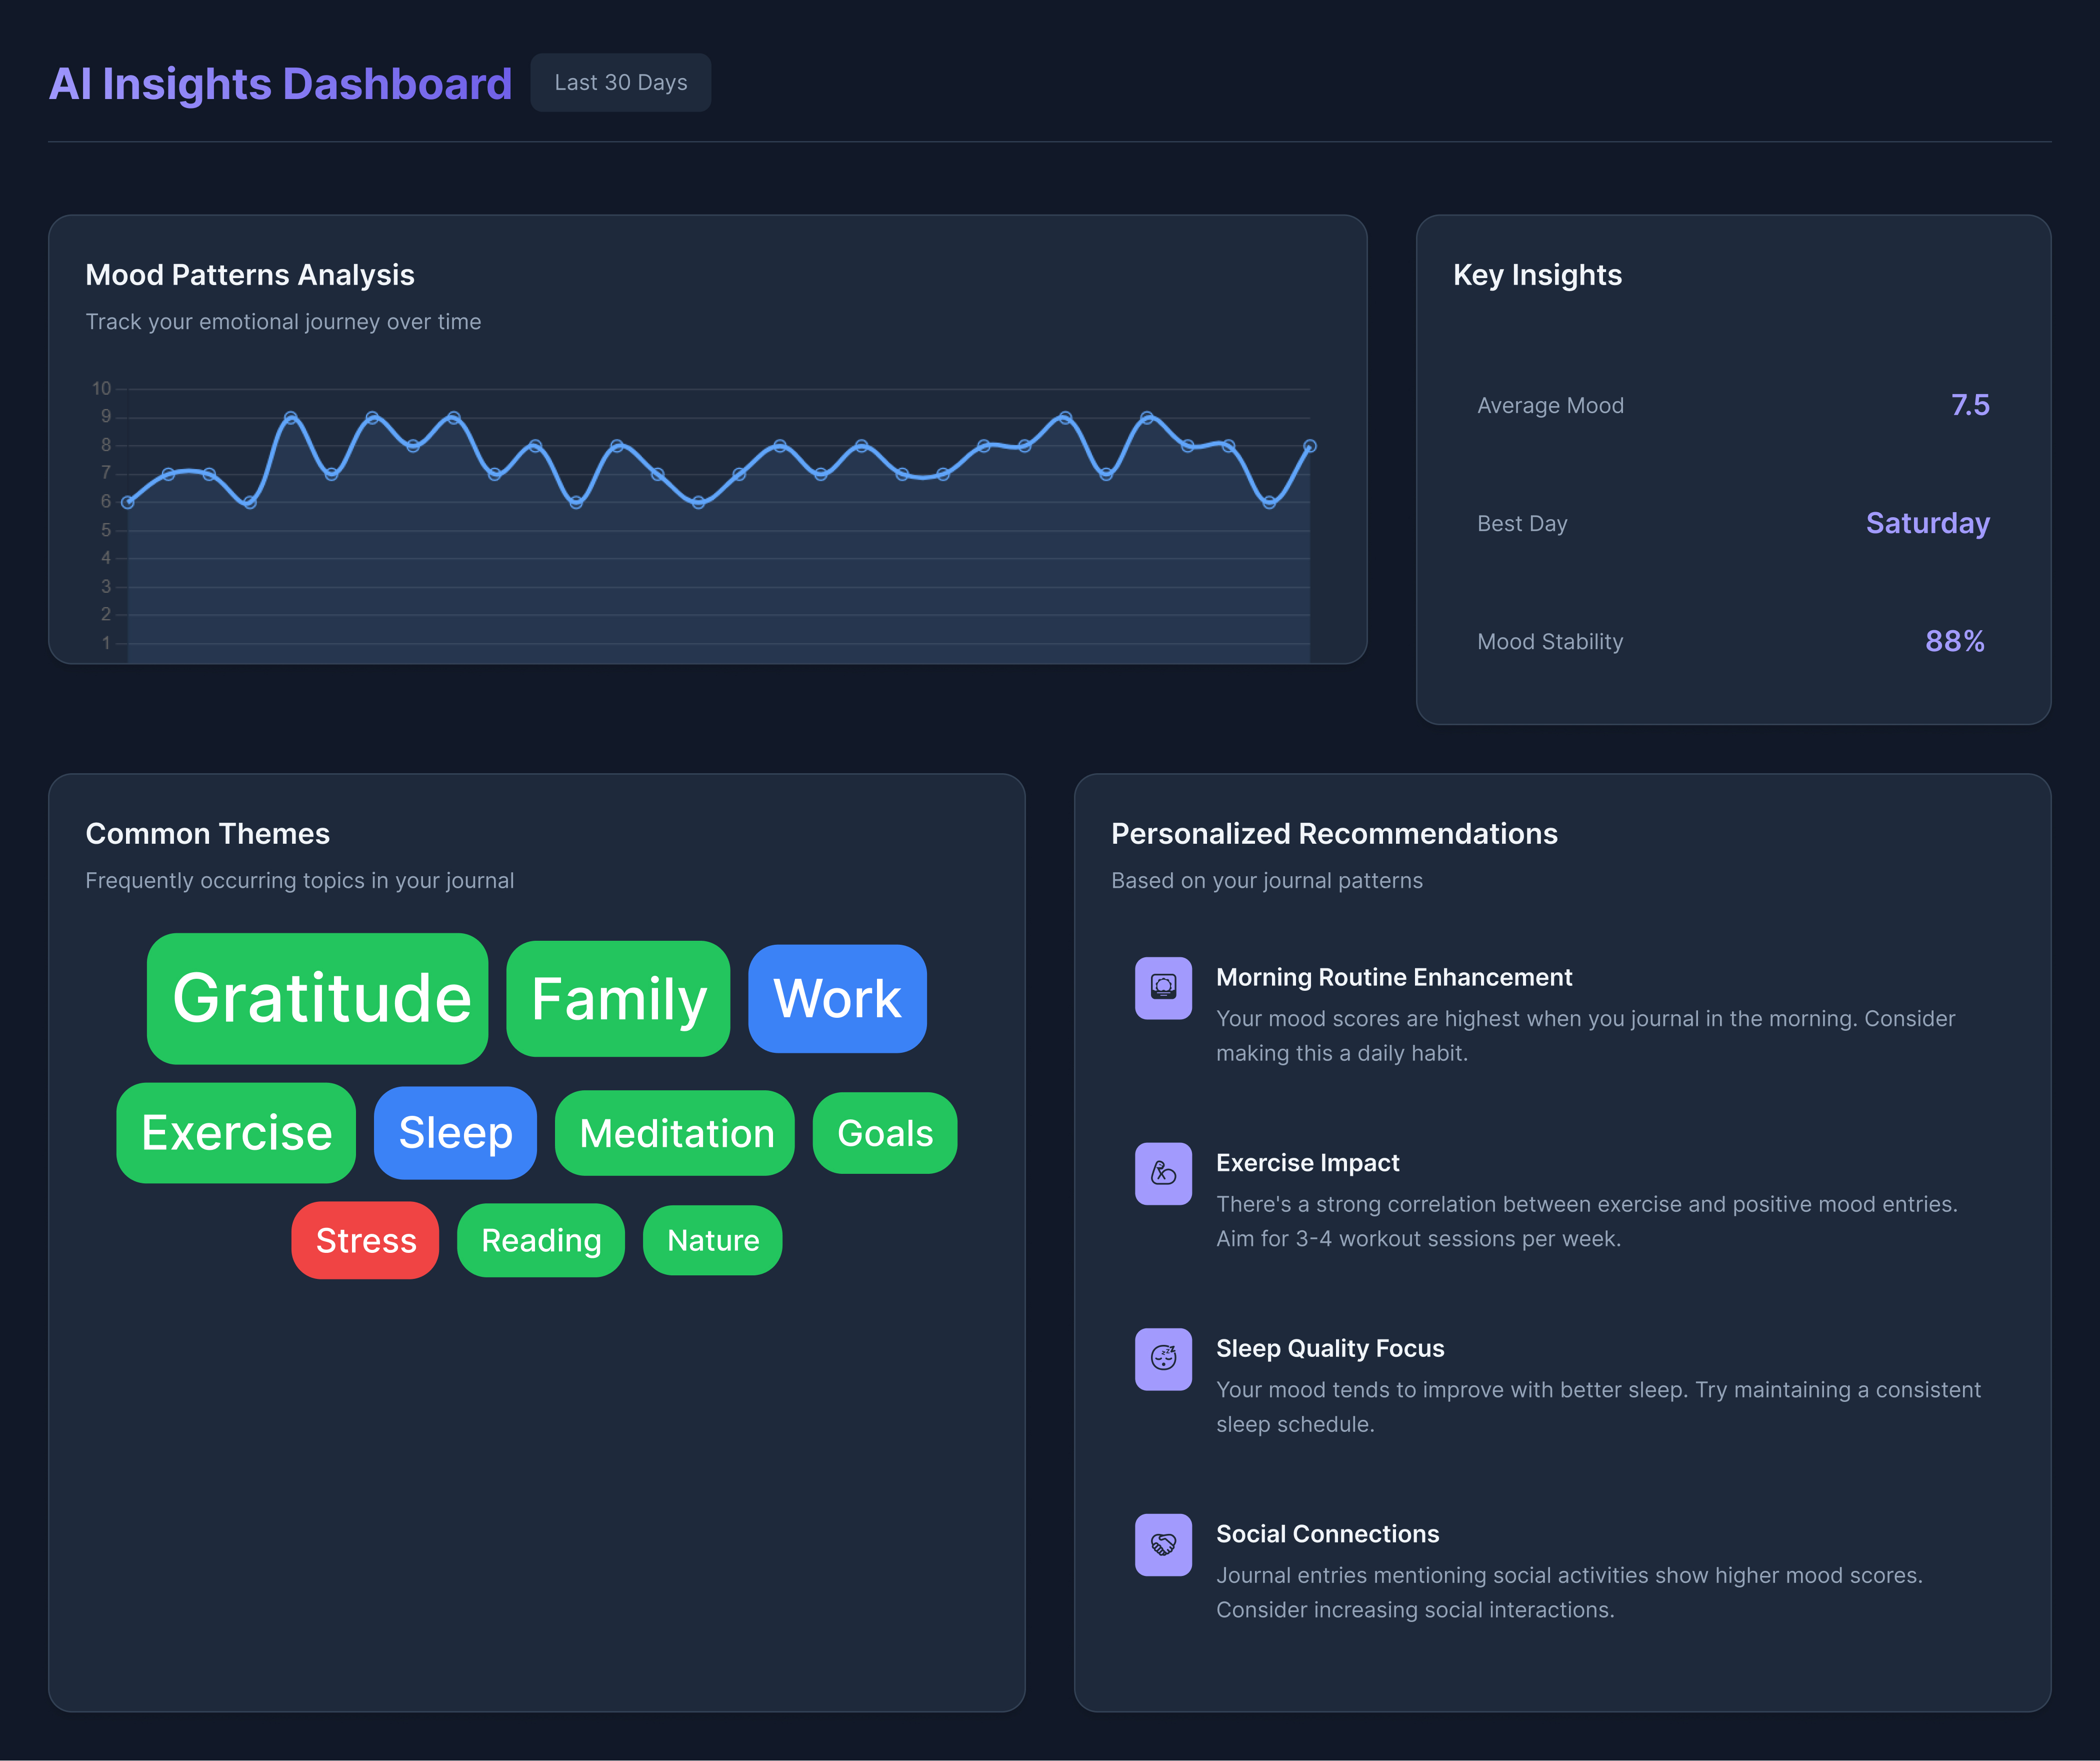 AI Insights Dashboard
Last 30 Days
Mood Patterns Analysis
Track your emotional journey over time
10
9
8
7
6
5
4
3
2
1
Key Insights
Average Mood
7.5
Best Day
Saturday
Mood Stability
88%
Common Themes
Frequently occurring topics in your journal
Gratitude
Family
Work
Exercise
Sleep
Meditation
Goals
Stress
Reading
Nature
Personalized Recommendations
Based on your journal patterns
Morning Routine Enhancement
Your mood scores are highest when you journal in the morning. Consider
making this a daily habit.
Exercise Impact
There's a strong correlation between exercise and positive mood entries.
Aim for 3-4 workout sessions per week.
Sleep Quality Focus
Your mood tends to improve with better sleep. Try maintaining a consistent
sleep schedule.
Social Connections
Journal entries mentioning social activities show higher mood scores.
Consider increasing social interactions.